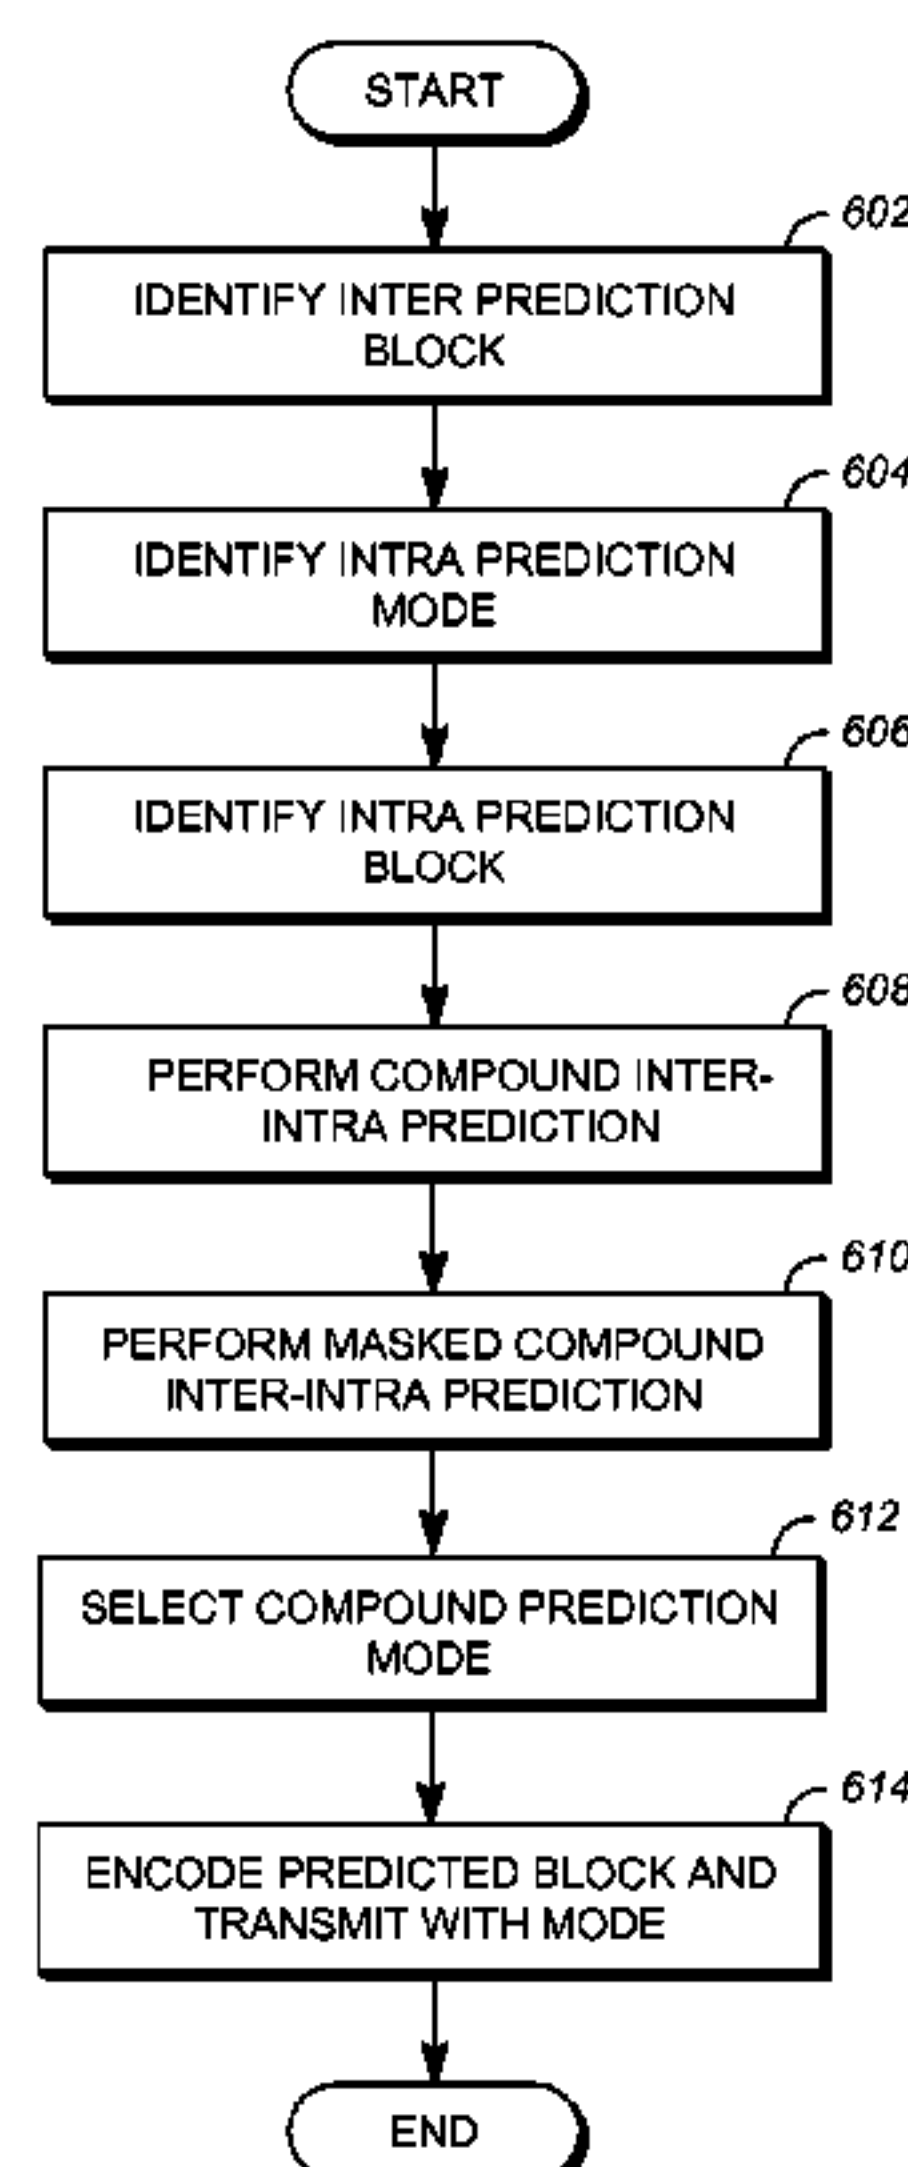 START
602
IDENTIFY INTER PREDICTION
BLOCK
604
IDENTIFY INTRA PREDICTION
MODE
606
IDENTIFY INTRA PREDICTION
BLOCK
608
PERFORM COMPOUND INTER-
INTRA PREDICTION
610
PERFORM MASKED COMPOUND
INTER-INTRA PREDICTION
612
SELECT COMPOUND PREDICTION
MODE
614
ENCODE PREDICTED BLOCK AND
TRANSMIT WITH MODE
END